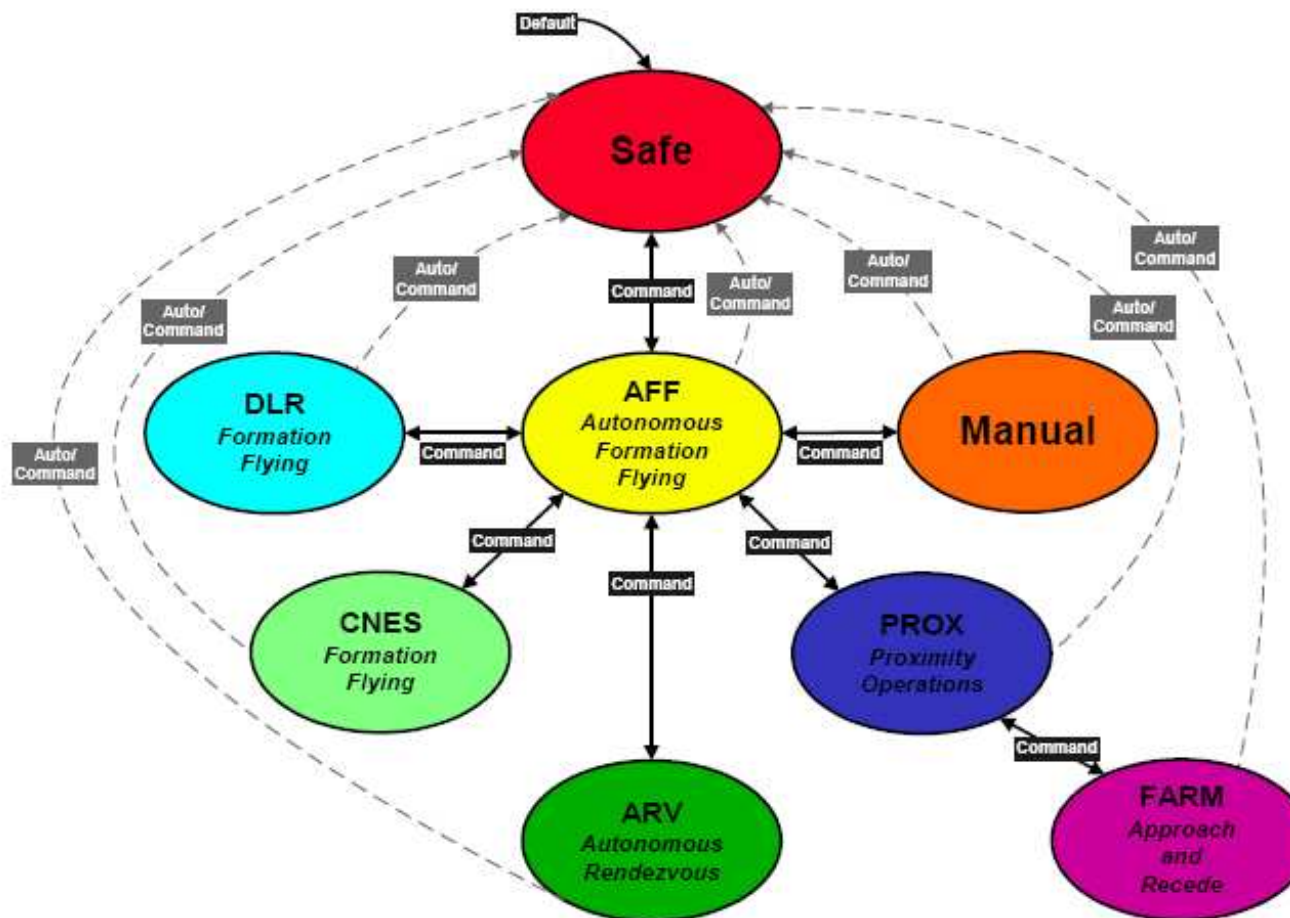 Default
Safe
Auto/
Command
Command
Auto/
Command
Auto/
Command
Auto/
Command
Auto/
Command
Auto/
Command
DLR
Formation
Flying
AFF
Autonomous
Formation
Flying
Manual
Command
Command
Auto/
Command
Command
Command
Command
CNES
Formation
Flying
PROX
Proximity
Operations
Command
ARV
Autonomous
Rendezvous
FARM
Approach
and
Recede